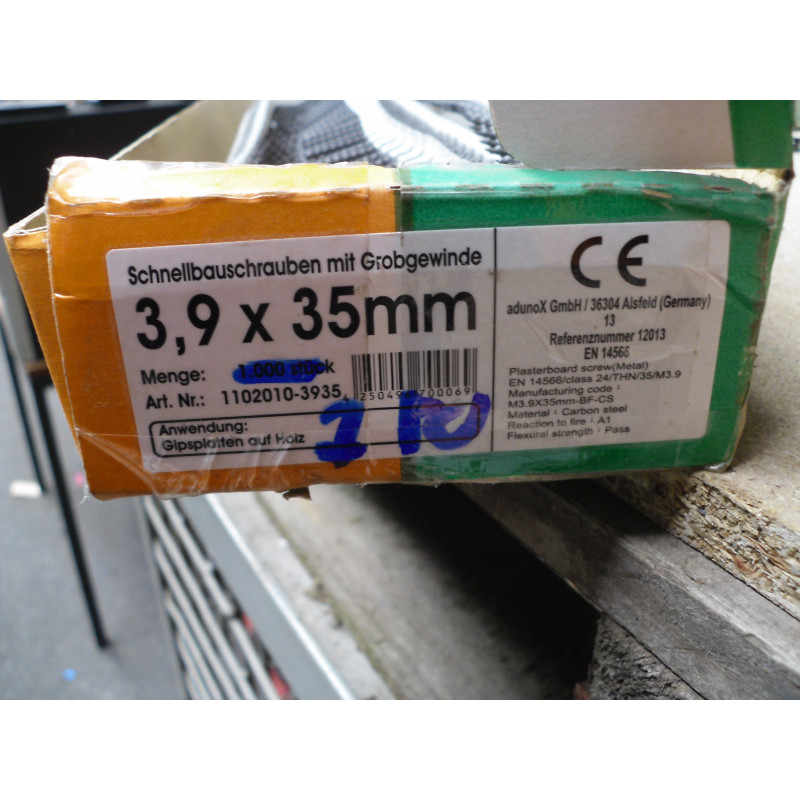 Schnellbauschrauben mit Grobgewinde
3,9 x 35mm
Menge: 1.000 stück
Art. Nr.: 1102010-3935
Anwendung:
Gipsplatten auf Holz
CE
adunoX GmbH / 36304 Alsfeld (Germany)
13
Referenznummer 12013
EN 14566
Plasterboard screw(Metal)
EN 14566/class 24/THN/35/M3.9
Manufacturing code :
M3.9X35mm-BF-CS
Material : Carbon steel
Reaction to fire : A1
Flexural strength : Pass